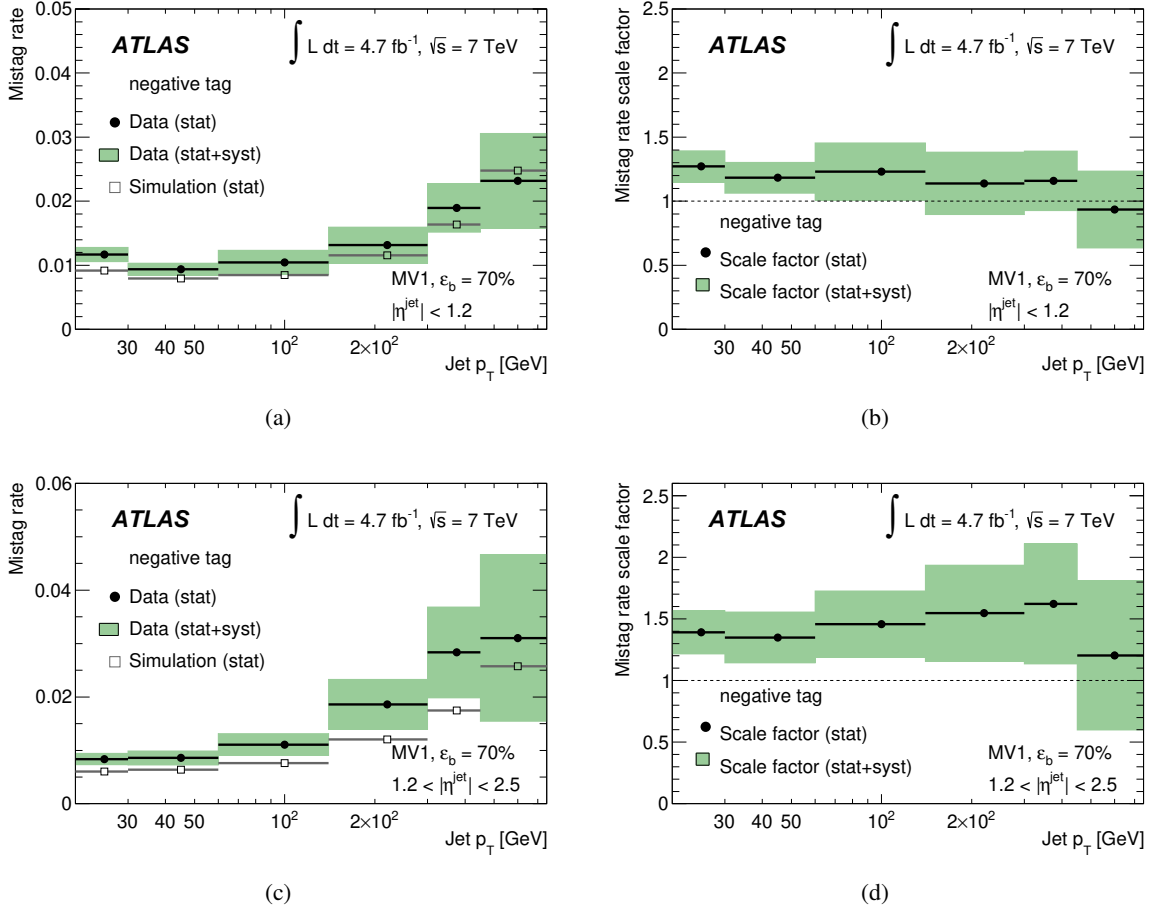 Mistag rate
0.05
0.04
0.03
0.02
0.01
0
ATLAS
∫ L dt = 4.7 fb⁻¹, √s = 7 TeV
negative tag
Data (stat)
Data (stat+syst)
Simulation (stat)
MV1, ε_b = 70%
|η^jet| < 1.2
30 40 50 10² 2×10²
Jet p_T [GeV]
(a)
Mistag rate scale factor
2.5
2
1.5
1
0.5
0
ATLAS
∫ L dt = 4.7 fb⁻¹, √s = 7 TeV
negative tag
Scale factor (stat)
Scale factor (stat+syst)
MV1, ε_b = 70%
|η^jet| < 1.2
30 40 50 10² 2×10²
Jet p_T [GeV]
(b)
Mistag rate
0.06
0.04
0.02
0
ATLAS
∫ L dt = 4.7 fb⁻¹, √s = 7 TeV
negative tag
Data (stat)
Data (stat+syst)
Simulation (stat)
MV1, ε_b = 70%
1.2 < |η^jet| < 2.5
30 40 50 10² 2×10²
Jet p_T [GeV]
(c)
Mistag rate scale factor
2.5
2
1.5
1
0.5
0
ATLAS
∫ L dt = 4.7 fb⁻¹, √s = 7 TeV
negative tag
Scale factor (stat)
Scale factor (stat+syst)
MV1, ε_b = 70%
1.2 < |η^jet| < 2.5
30 40 50 10² 2×10²
Jet p_T [GeV]
(d)